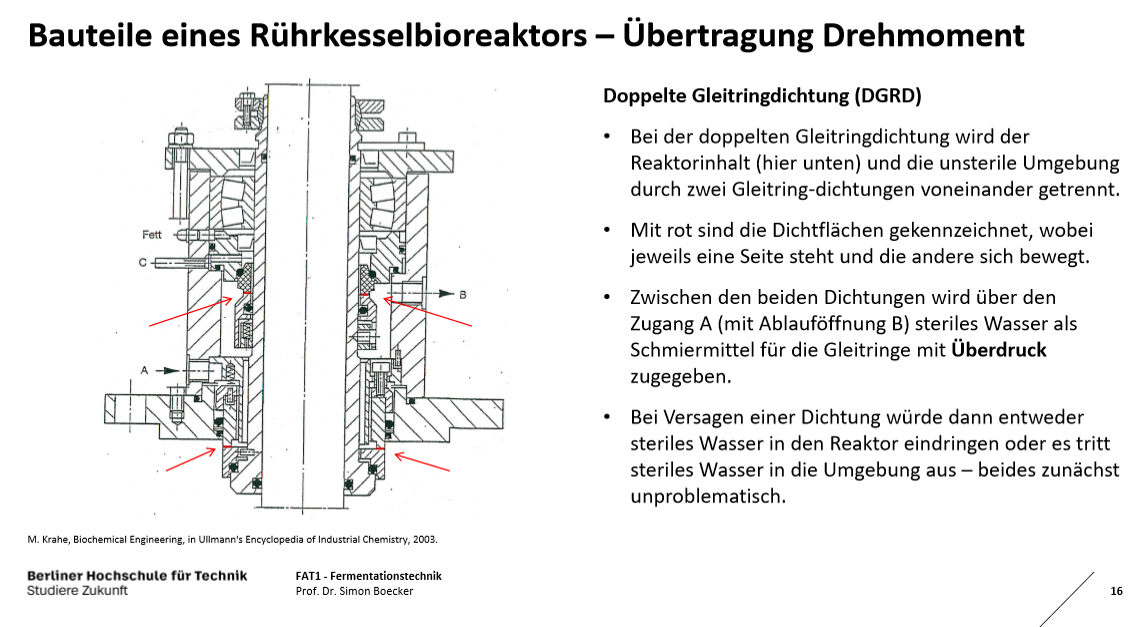 Bauteile eines Rührkesselbioreaktors – Übertragung Drehmoment
Fett
C
B
A
Doppelte Gleitringdichtung (DGRD)
• Bei der doppelten Gleitringdichtung wird der
Reaktorinhalt (hier unten) und die unsterile Umgebung
durch zwei Gleitring-dichtungen voneinander getrennt.
• Mit rot sind die Dichtflächen gekennzeichnet, wobei
jeweils eine Seite steht und die andere sich bewegt.
• Zwischen den beiden Dichtungen wird über den
Zugang A (mit Ablauföffnung B) steriles Wasser als
Schmiermittel für die Gleitringe mit Überdruck
zugegeben.
• Bei Versagen einer Dichtung würde dann entweder
steriles Wasser in den Reaktor eindringen oder es tritt
steriles Wasser in die Umgebung aus – beides zunächst
unproblematisch.
M. Krahe, Biochemical Engineering, in Ullmann's Encyclopedia of Industrial Chemistry, 2003.
Berliner Hochschule für Technik
Studiere Zukunft
FAT1 - Fermentationstechnik
Prof. Dr. Simon Boecker
16